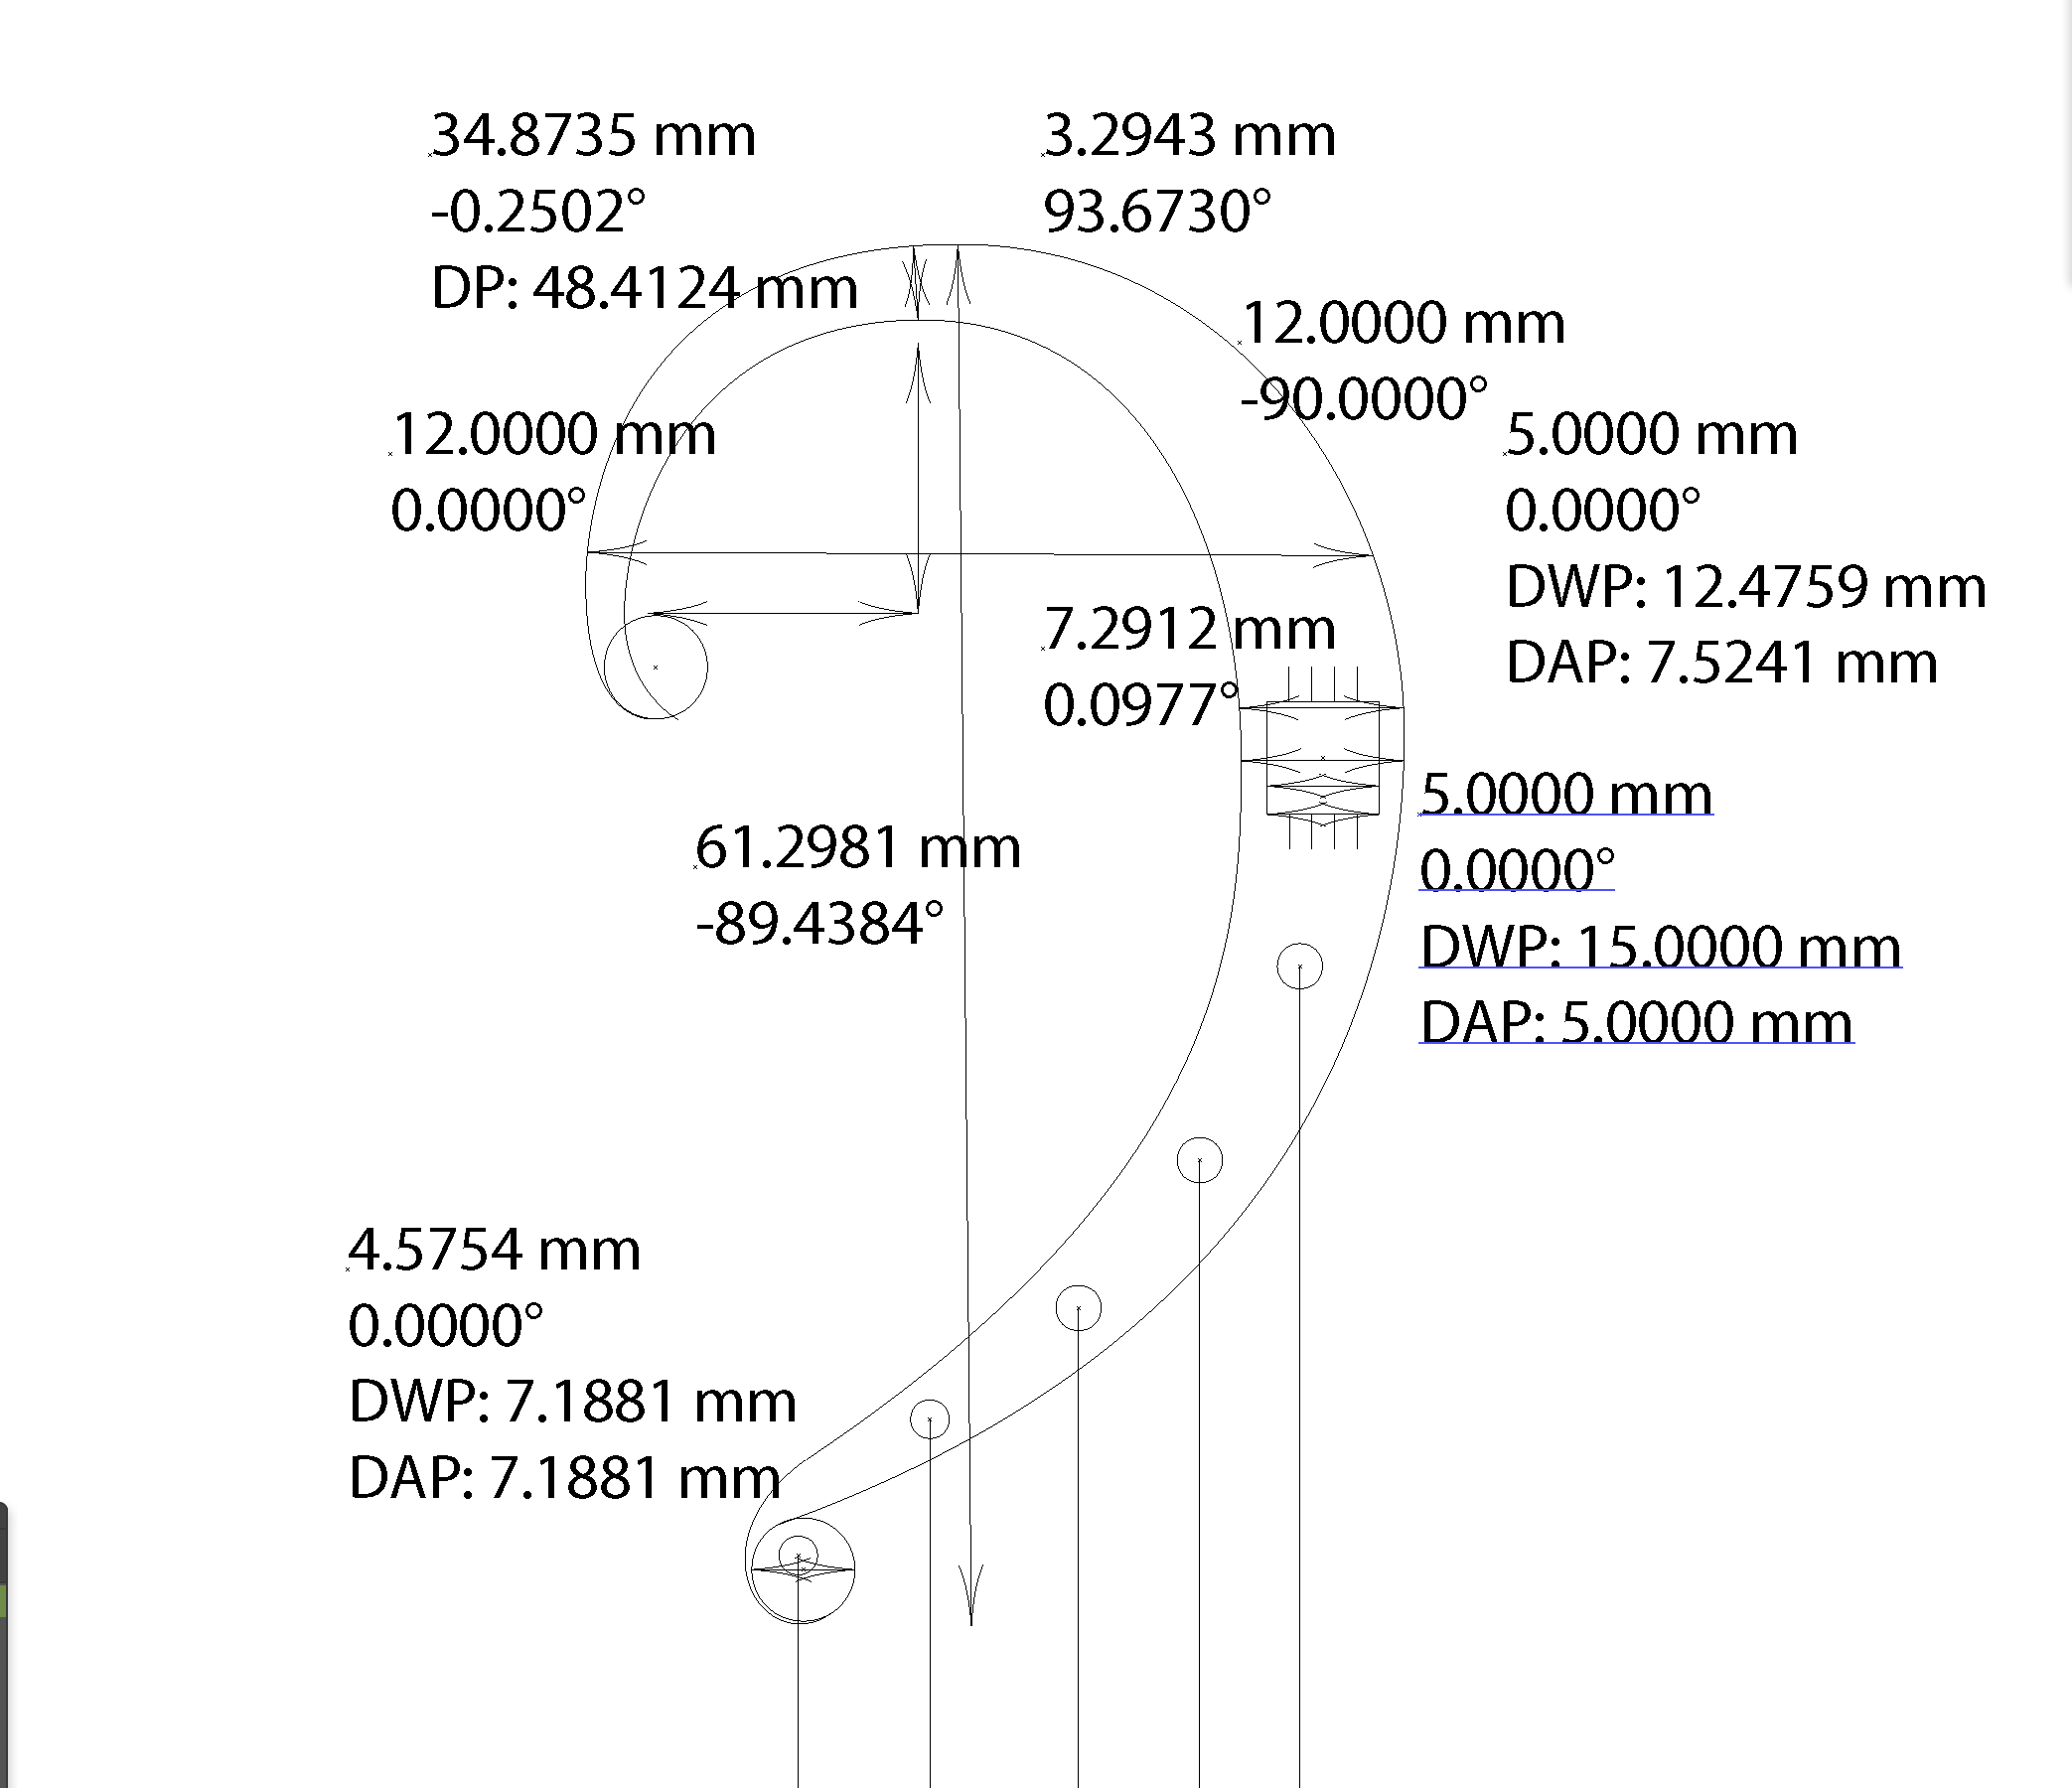 34.8735 mm
-0.2502°
DP: 48.4124 mm
3.2943 mm
93.6730°
12.0000 mm
-90.0000°
12.0000 mm
0.0000°
5.0000 mm
0.0000°
DWP: 12.4759 mm
DAP: 7.5241 mm
7.2912 mm
0.0977°
5.0000 mm
0.0000°
DWP: 15.0000 mm
DAP: 5.0000 mm
61.2981 mm
-89.4384°
4.5754 mm
0.0000°
DWP: 7.1881 mm
DAP: 7.1881 mm